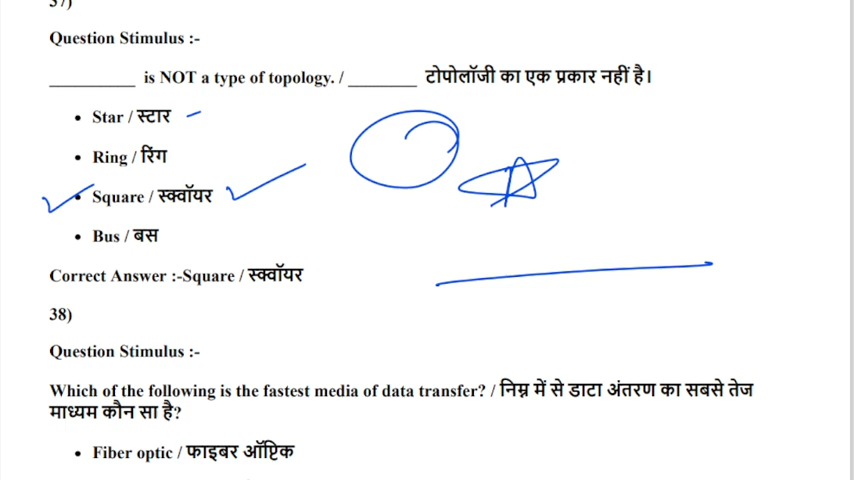 37)
Question Stimulus :-
__________ is NOT a type of topology. / ________ टोपोलॉजी का एक प्रकार नहीं है।
• Star / स्टार
• Ring / रिंग
• Square / स्क्वॉयर
• Bus / बस
Correct Answer :-Square / स्क्वॉयर
38)
Question Stimulus :-
Which of the following is the fastest media of data transfer? / निम्न में से डाटा अंतरण का सबसे तेज
माध्यम कौन सा है?
• Fiber optic / फाइबर ऑप्टिक